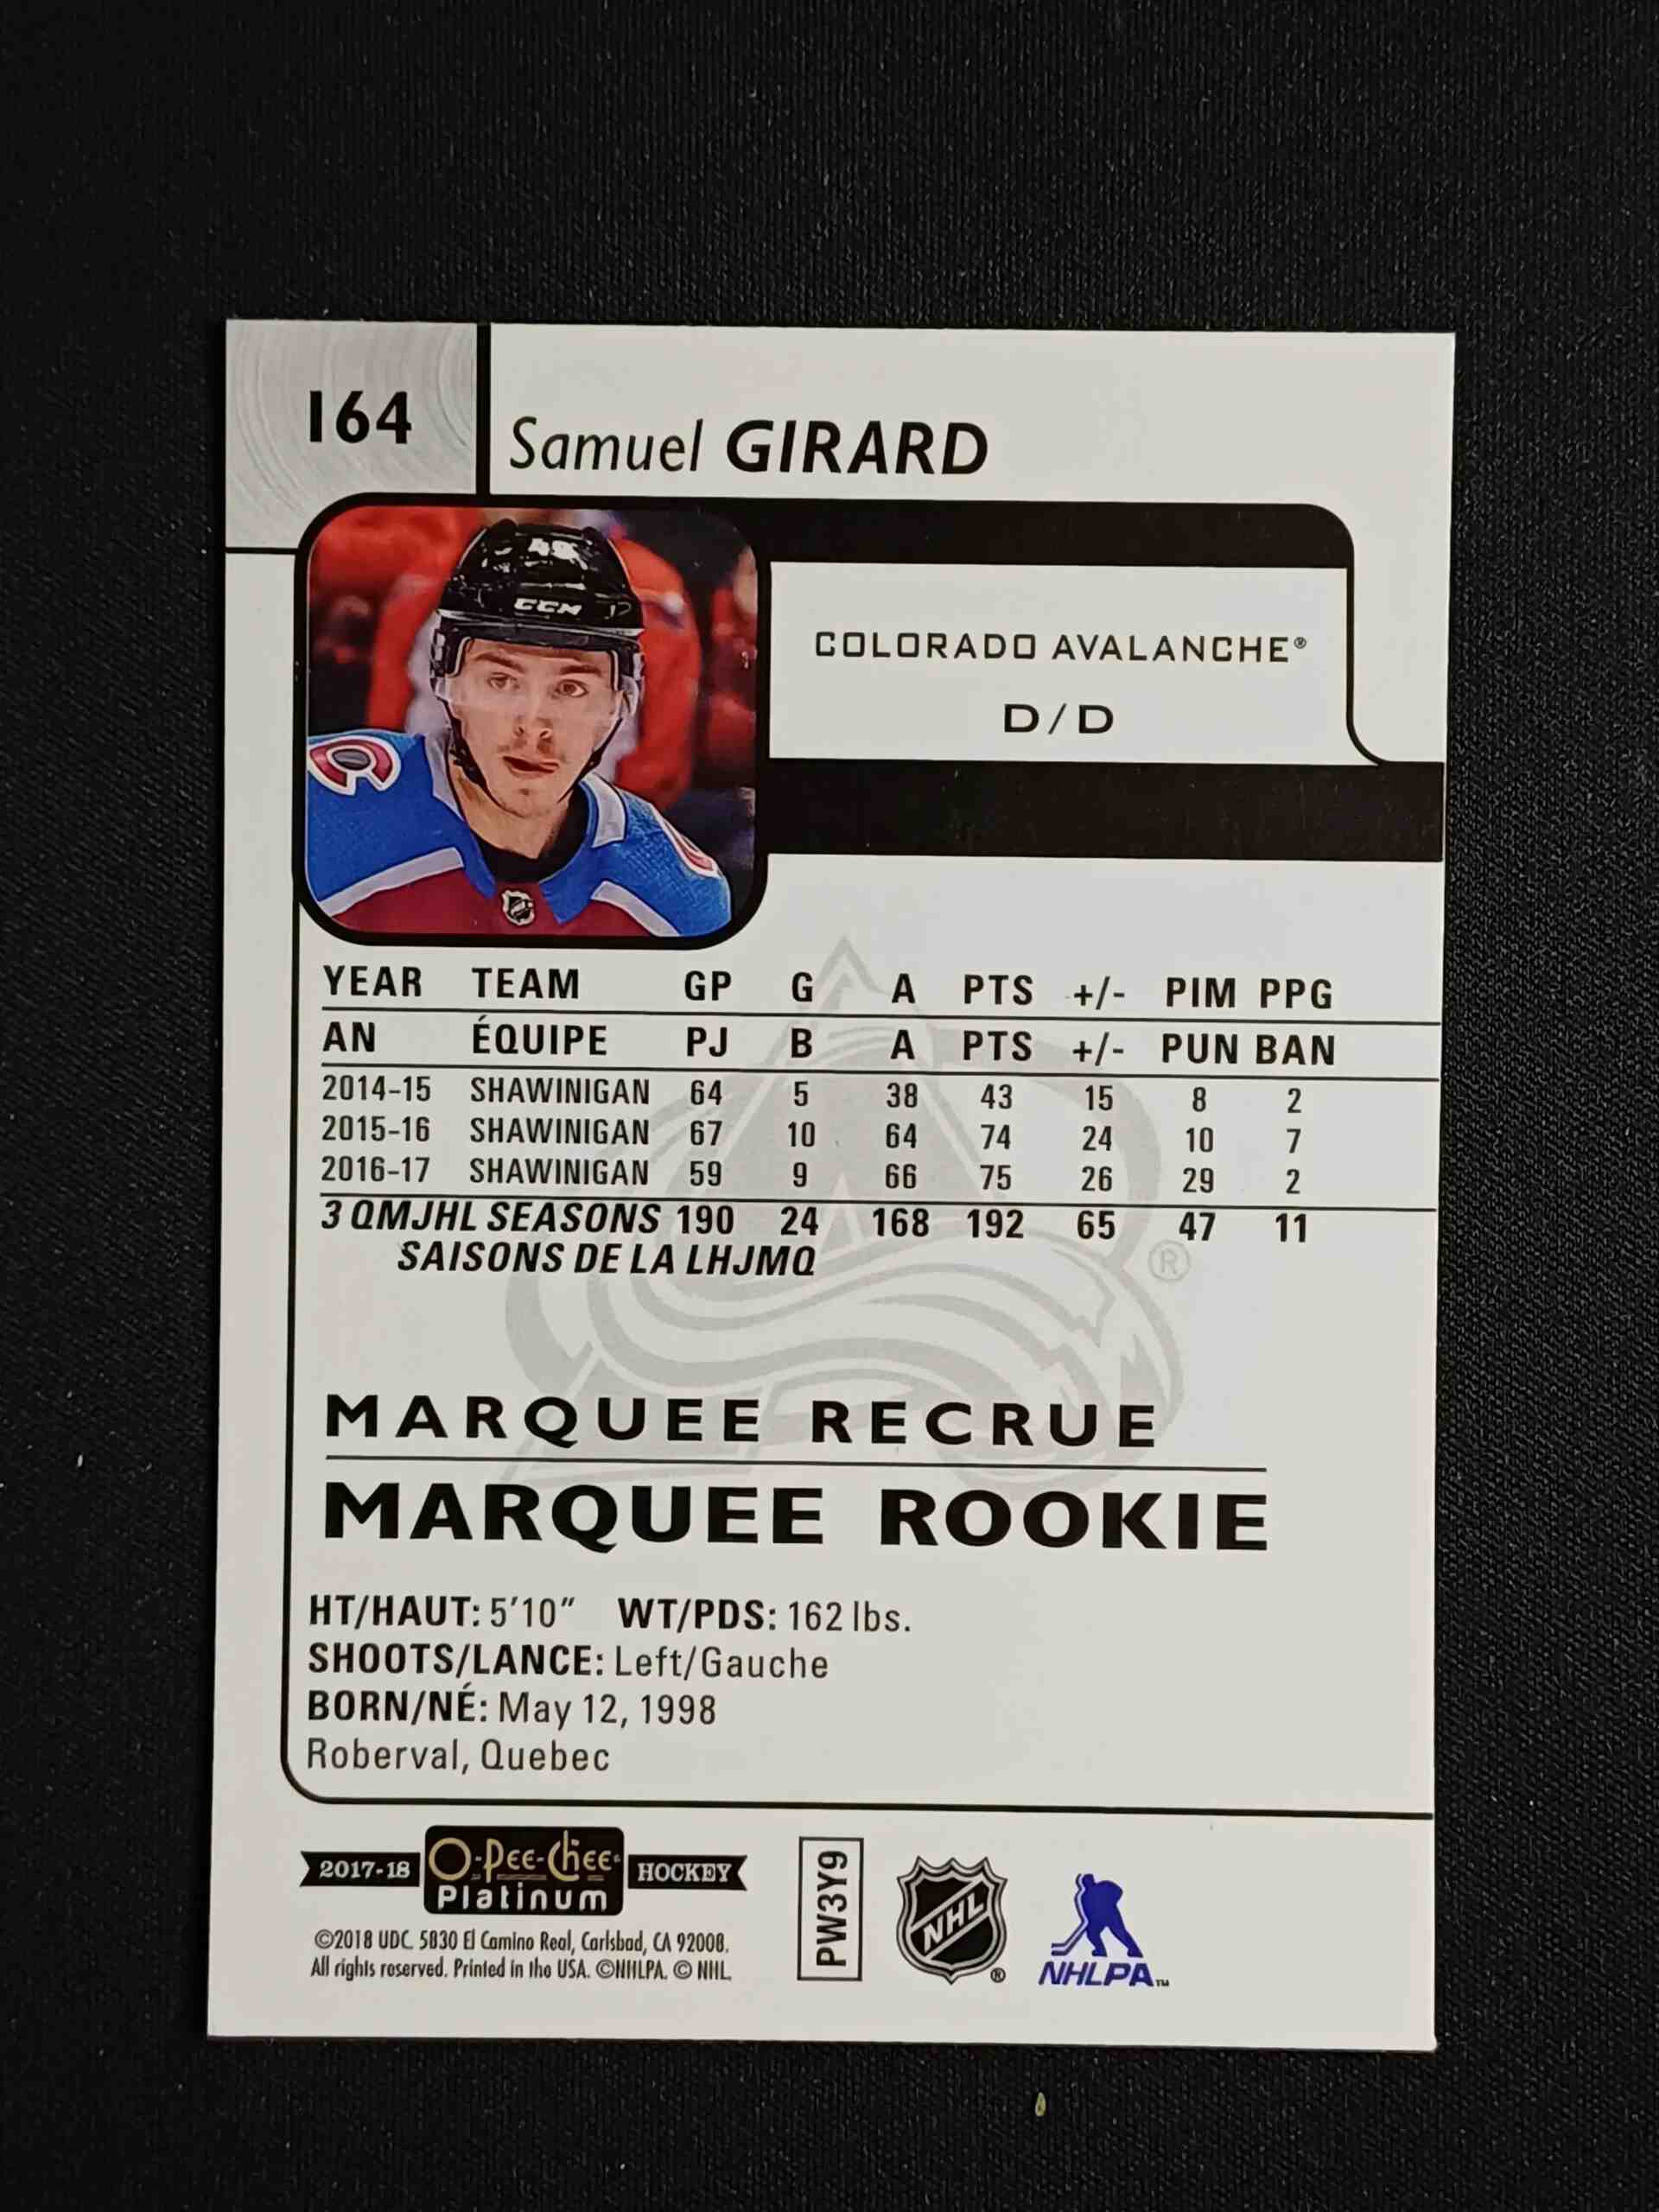 164
Samuel GIRARD
49
CCM
COLORADO AVALANCHE®
D/D
YEAR TEAM GP G A PTS +/- PIM PPG
AN ÉQUIPE PJ B A PTS +/- PUN BAN
2014-15 SHAWINIGAN 64 5 38 43 15 8 2
2015-16 SHAWINIGAN 67 10 64 74 24 10 7
2016-17 SHAWINIGAN 59 9 66 75 26 29 2
3 QMJHL SEASONS 190 24 168 192 65 47 11
SAISONS DE LA LHJMQ
®
MARQUEE RECRUE
MARQUEE ROOKIE
HT/HAUT: 5'10" WT/PDS: 162 lbs.
SHOOTS/LANCE: Left/Gauche
BORN/NÉ: May 12, 1998
Roberval, Quebec
2017-18 O-Pee-Chee Platinum HOCKEY
©2018 UDC. 5830 El Camino Real, Carlsbad, CA 92008.
All rights reserved. Printed in the USA. ©NHLPA. © NHL.
PW3Y9
NHL ®
NHLPA™